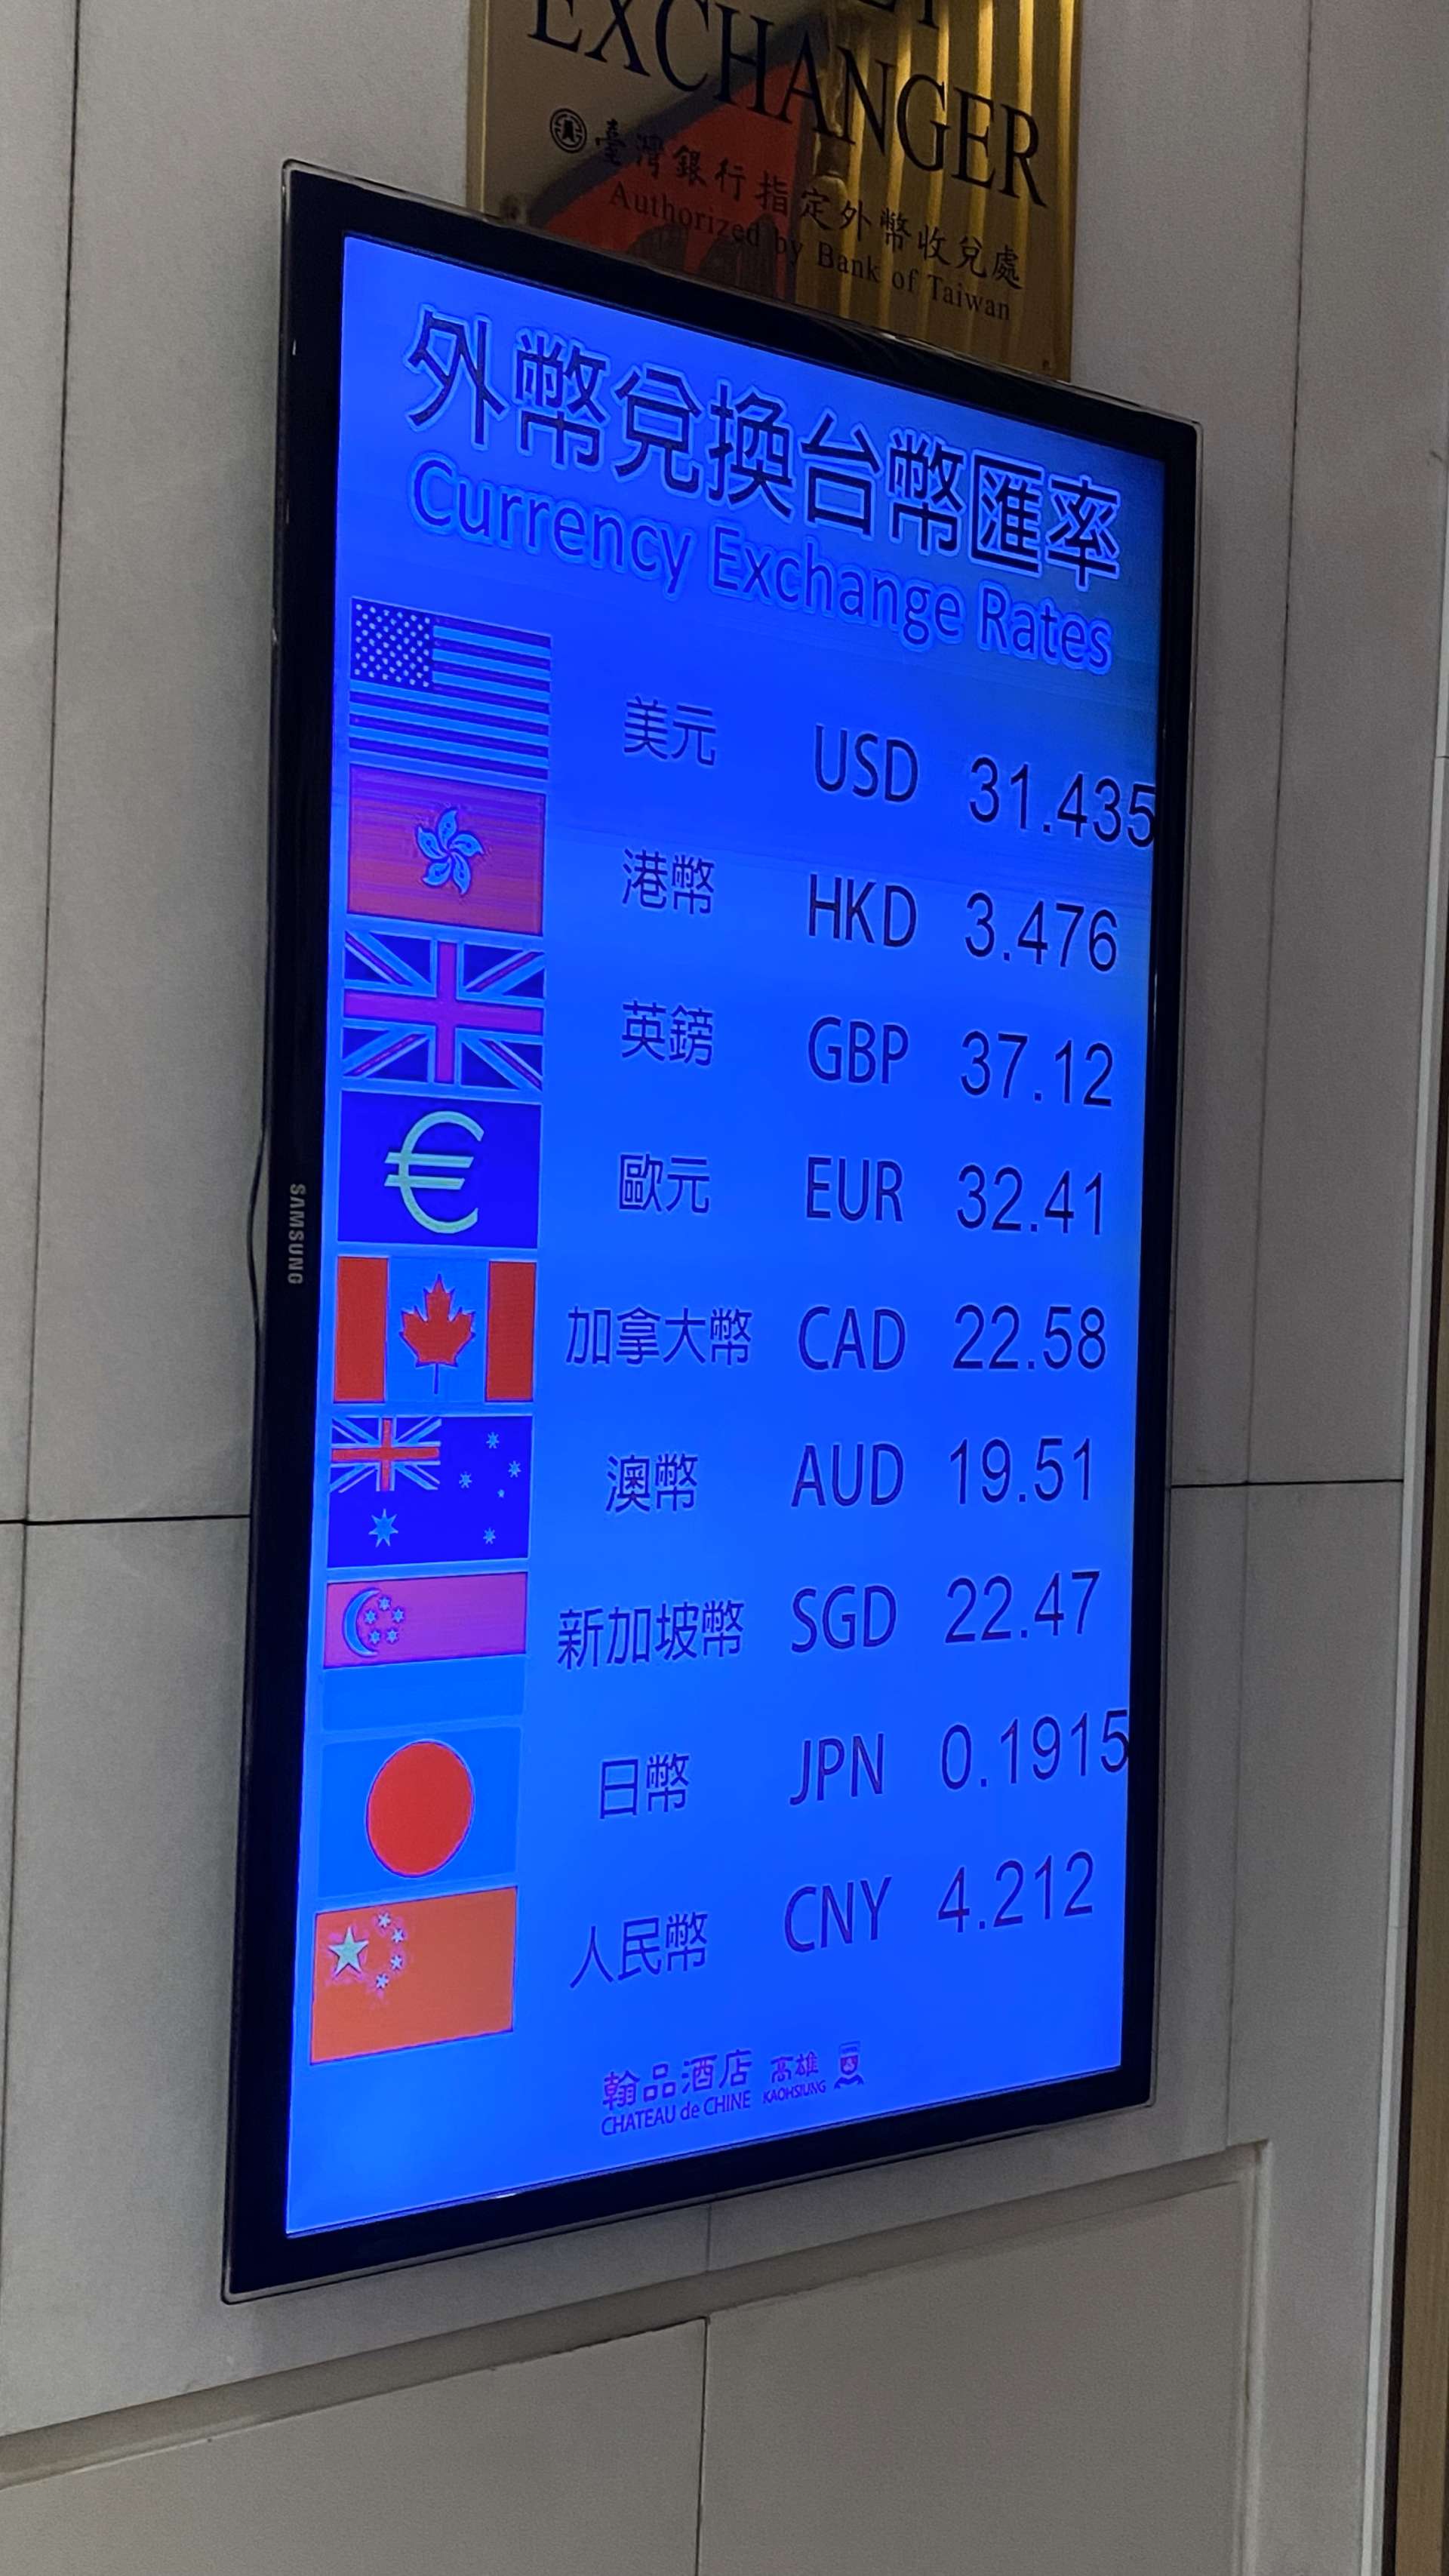 EXCHANGER
臺灣銀行指定外幣收兌處
Authorized by Bank of Taiwan
外幣兌換台幣匯率
Currency Exchange Rates
美元 USD 31.435
港幣 HKD 3.476
英鎊 GBP 37.12
歐元 EUR 32.41
加拿大幣 CAD 22.58
澳幣 AUD 19.51
新加坡幣 SGD 22.47
日幣 JPN 0.1915
人民幣 CNY 4.212
SAMSUNG
翰品酒店 高雄
CHATEAU de CHINE KAOHSIUNG